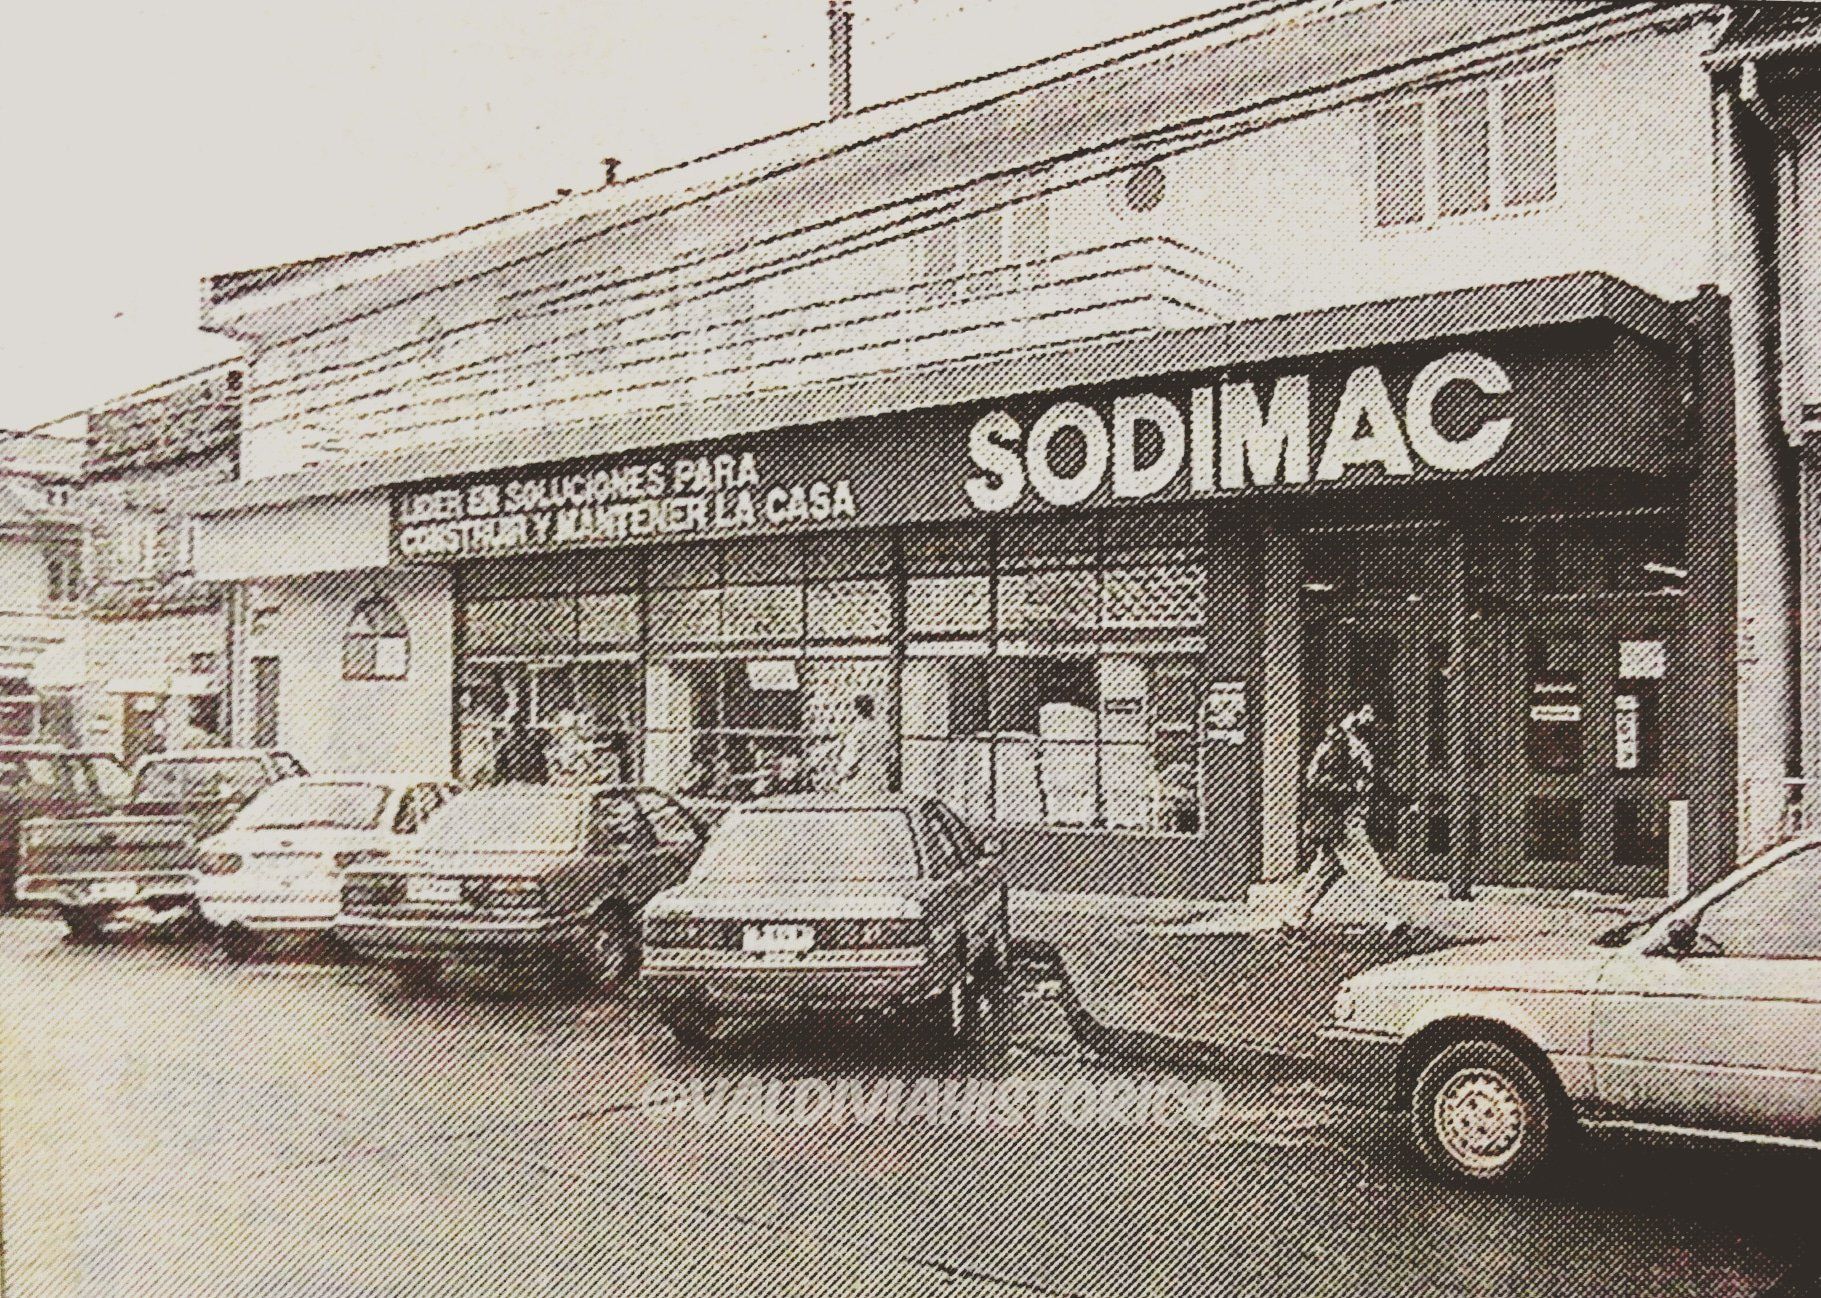 LIDER EN SOLUCIONES PARA
CONSTRUIR Y MANTENER LA CASA
SODIMAC
@VALDIVIAHISTORICO